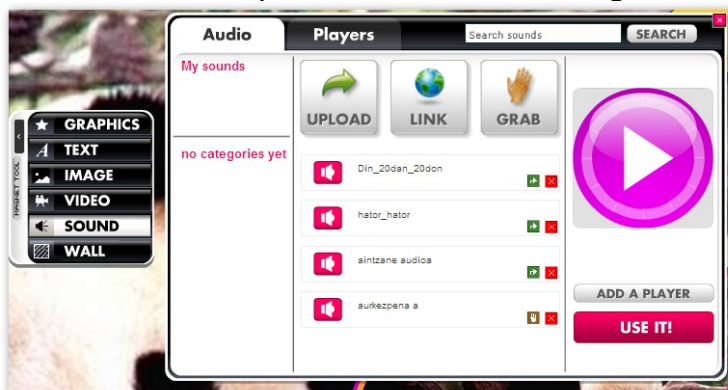 Audio
Players
Search sounds
SEARCH
My sounds
no categories yet
UPLOAD
LINK
GRAB
Din_20dan_20don
hator_hator
aintzane audioa
aurkezpena a
ADD A PLAYER
USE IT!
MAGNET TOOL
GRAPHICS
A TEXT
IMAGE
VIDEO
SOUND
WALL